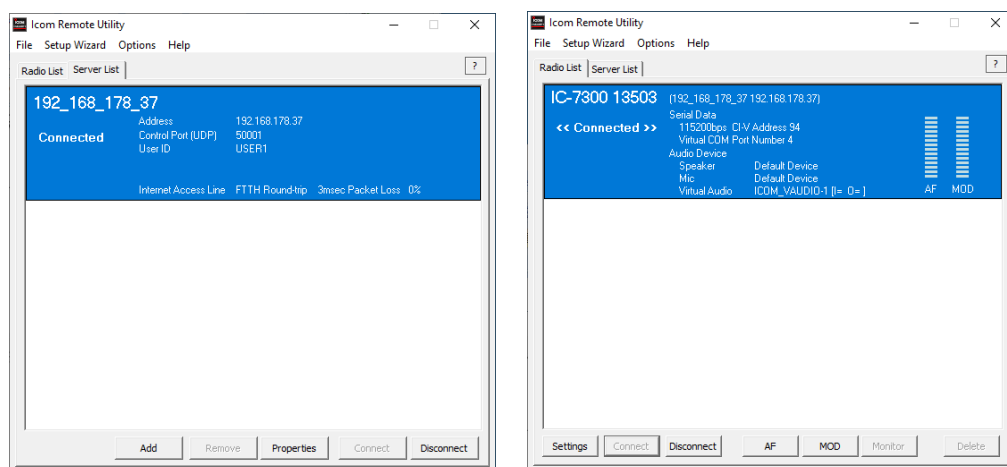 Icom Remote Utility
File Setup Wizard Options Help
Radio List Server List ?
192_168_178_37
Connected
Address 192.168.178.37
Control Port (UDP) 50001
User ID USER1
Internet Access Line FTTH Round-trip 3msec Packet Loss 0%
Add Remove Properties Connect Disconnect
Icom Remote Utility
File Setup Wizard Options Help
Radio List Server List ?
IC-7300 13503 (192_168_178_37 192.168.178.37)
<< Connected >>
Serial Data
115200bps CI-V Address 94
Virtual COM Port Number 4
Audio Device
Speaker Default Device
Mic Default Device
Virtual Audio ICOM_VAUDIO-1 [I= O= ]
AF MOD
Settings Connect Disconnect AF MOD Monitor Delete